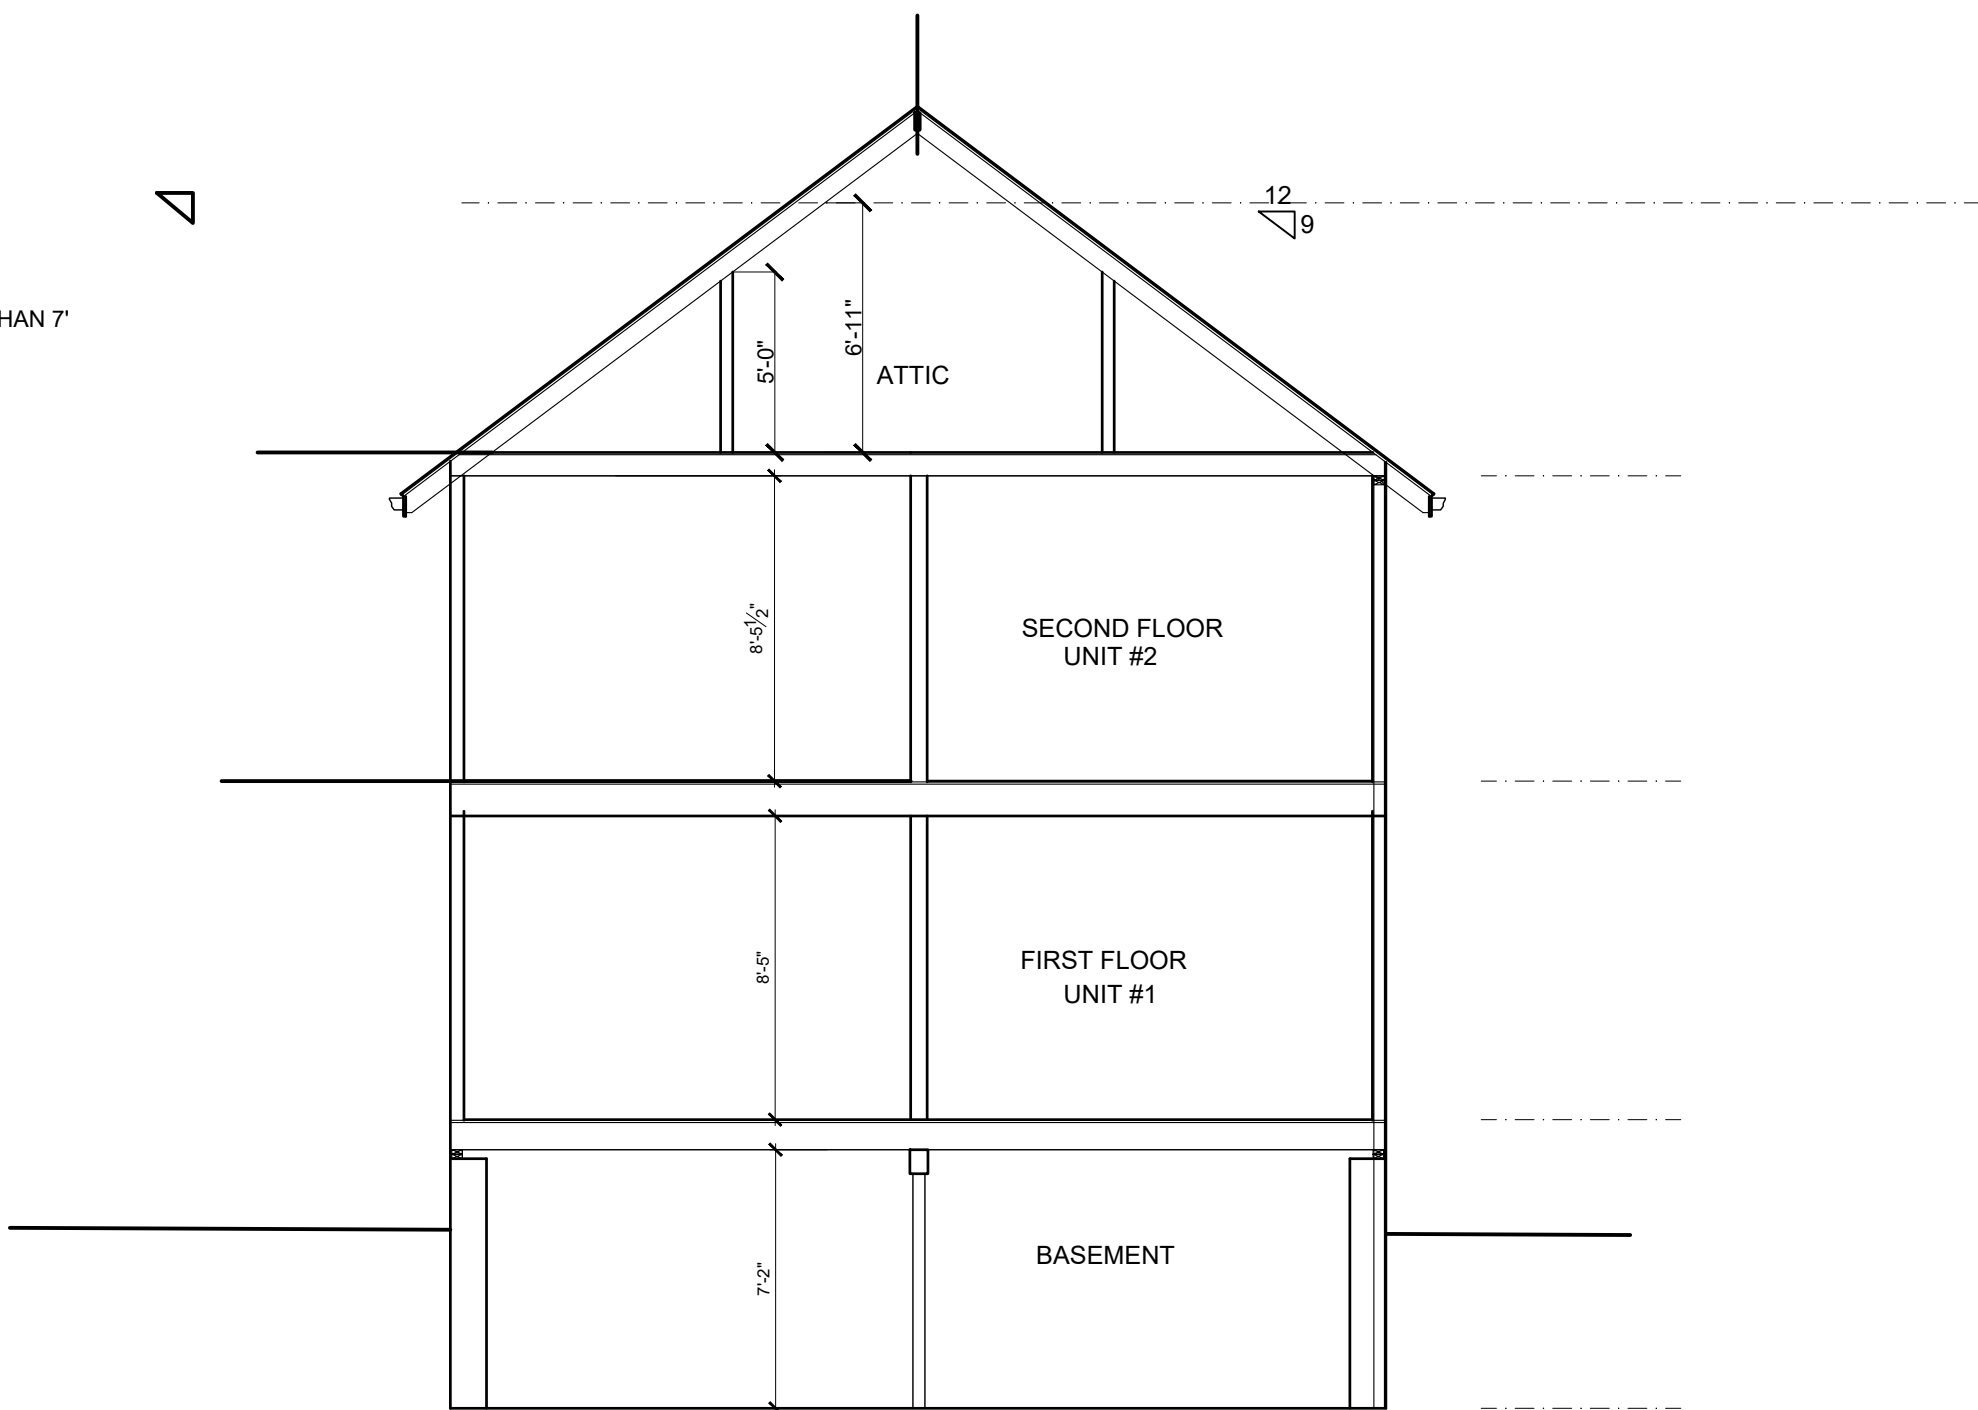 12
9
HAN 7'
6'-11"
5'-0"
ATTIC
8'-5½"
SECOND FLOOR
UNIT #2
8'-5"
FIRST FLOOR
UNIT #1
7'-2"
BASEMENT